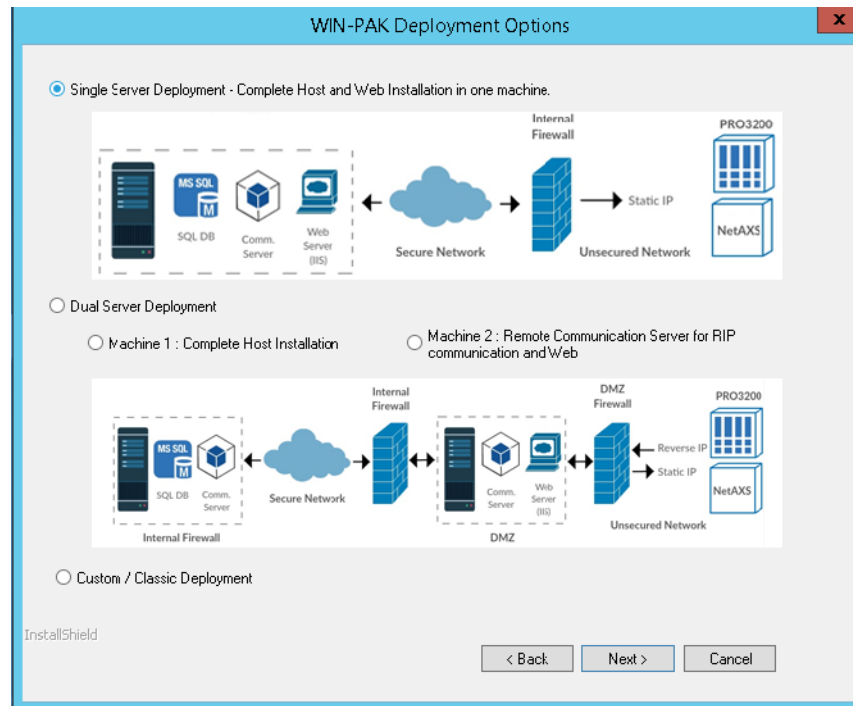 WIN-PAK Deployment Options
x
Single Server Deployment - Complete Host and Web Installation in one machine.
Internal
Firewall
PRO3200
MS SQL
M
SQL DB
Comm.
Server
Web
Server
(IIS)
Secure Network
Static IP
Unsecured Network
NetAXS
Dual Server Deployment
Machine 1 : Complete Host Installation
Machine 2 : Remote Communication Server for RIP
communication and Web
Internal
Firewall
DMZ
Firewall
PRO3200
MS SQL
M
SQL DB
Comm.
Server
Secure Network
Comm.
Server
Web
Server
(IIS)
Reverse IP
Static IP
NetAXS
Unsecured Network
Internal Firewall
DMZ
Custom / Classic Deployment
InstallShield
< Back
Next >
Cancel